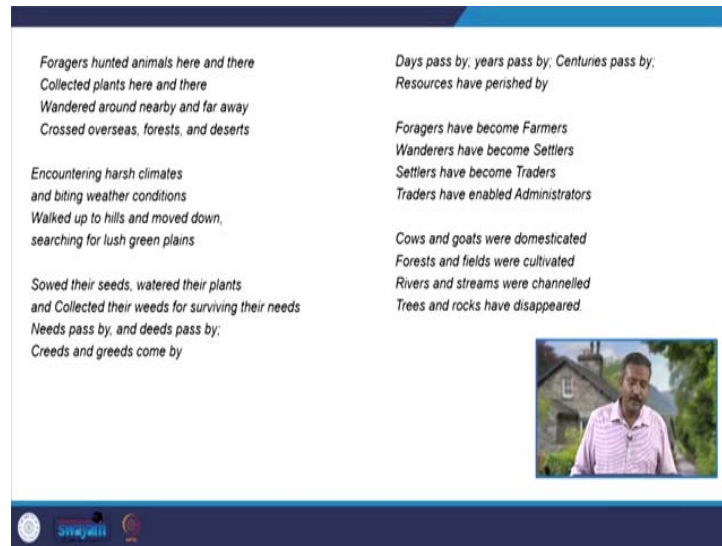 Foragers hunted animals here and there
Collected plants here and there
Wandered around nearby and far away
Crossed overseas, forests, and deserts
Encountering harsh climates
and biting weather conditions
Walked up to hills and moved down,
searching for lush green plains
Sowed their seeds, watered their plants
and Collected their weeds for surviving their needs
Needs pass by, and deeds pass by;
Creeds and greeds come by
Days pass by; years pass by; Centuries pass by;
Resources have perished by
Foragers have become Farmers
Wanderers have become Settlers
Settlers have become Traders
Traders have enabled Administrators
Cows and goats were domesticated
Forests and fields were cultivated
Rivers and streams were channelled
Trees and rocks have disappeared.
swayam